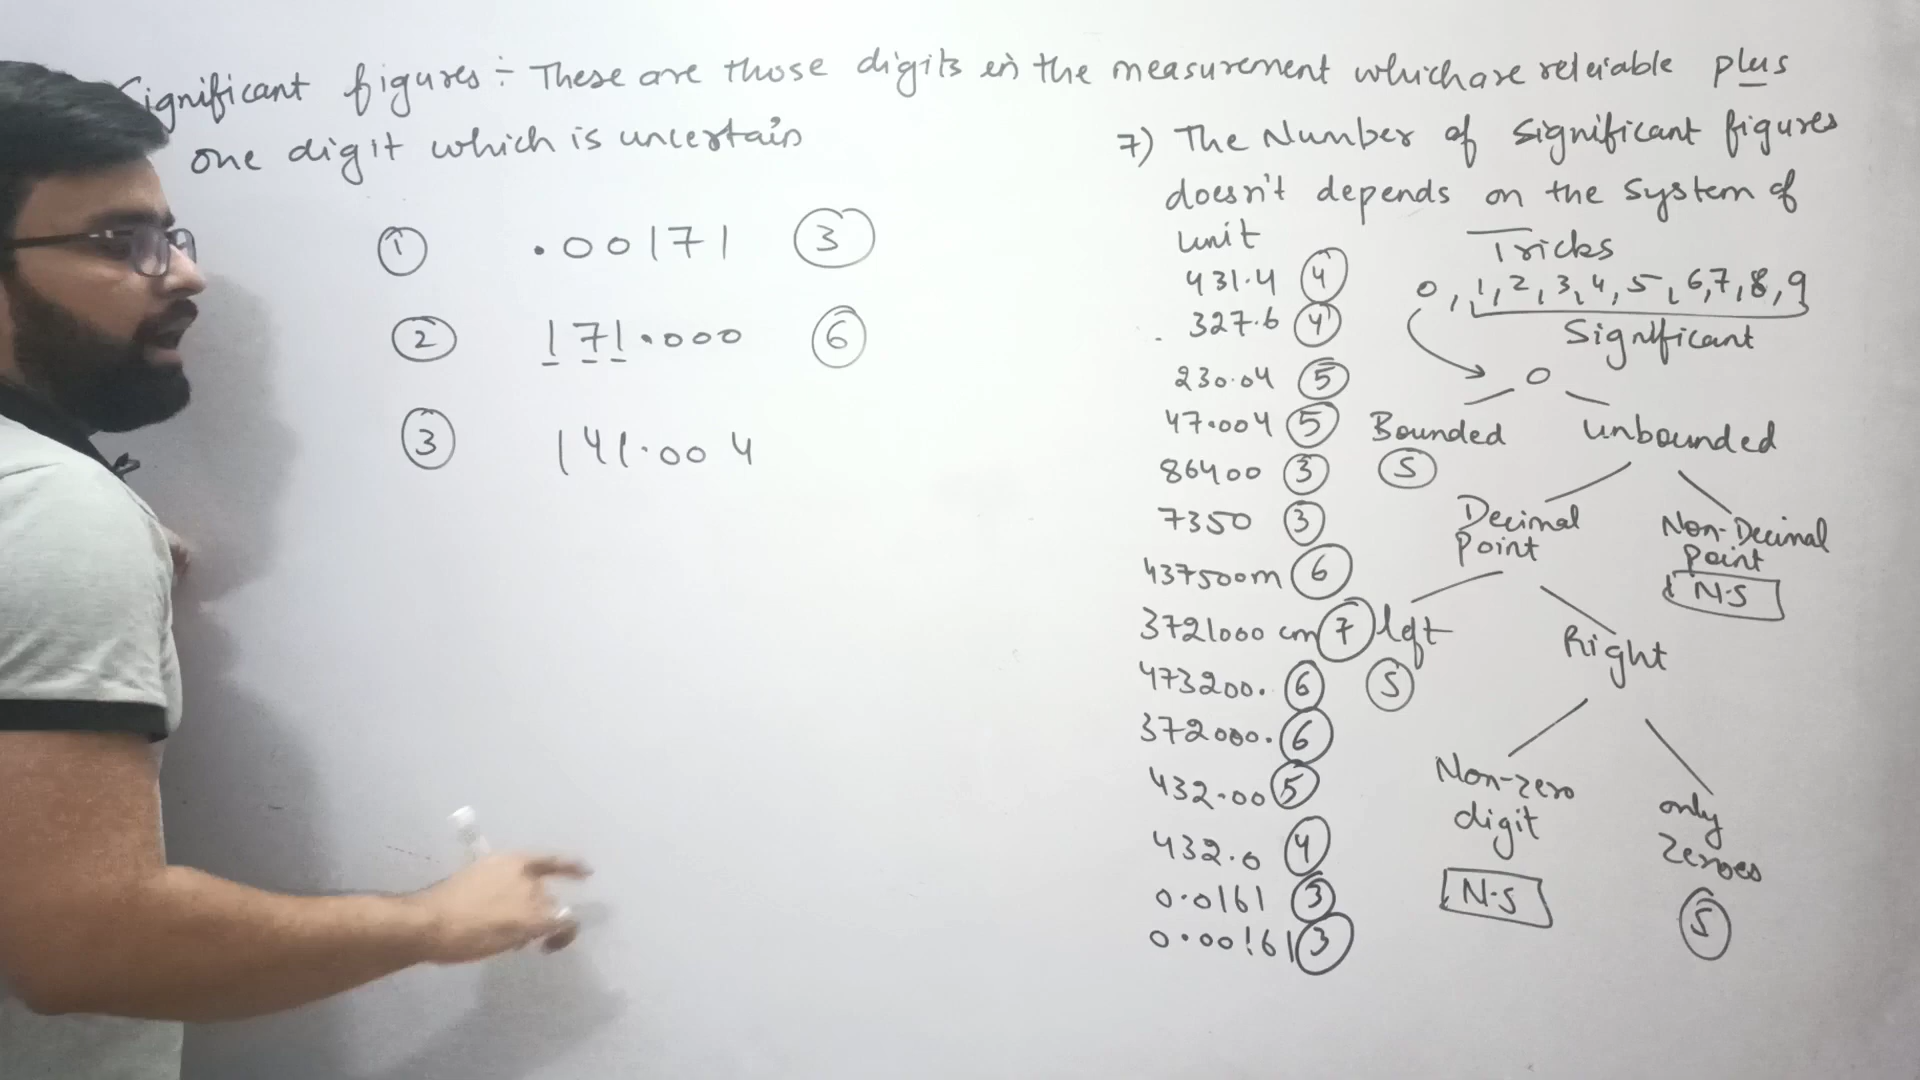 Significant figures :- These are those digits in the measurement which are releiable plus
one digit which is uncertain
① .00171 ③
② 171.000 ⑥
③ 141.004
7) The Number of Significant figures
doesn't depends on the System of
unit
431.4 ④
327.6 ④
230.04 ⑤
47.004 ⑤
86400 ③
7350 ③
437500m ⑥
3721000 cm ⑦
473200. ⑥
372000. ⑥
432.00 ⑤
432.0 ④
0.0161 ③
0.00161 ③
Tricks
0, 1, 2, 3, 4, 5, 6, 7, 8, 9
Significant
0
Bounded unbounded
S
Decimal Point
Non-Decimal Point
N.S
left Right
S
Non-zero digit
only zeroes
N.S
S